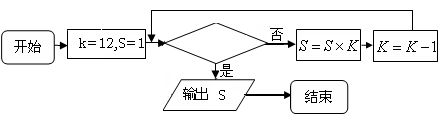 开始
k=12,S=1
否
S=S×K
K=K-1
是
输出 S
结束